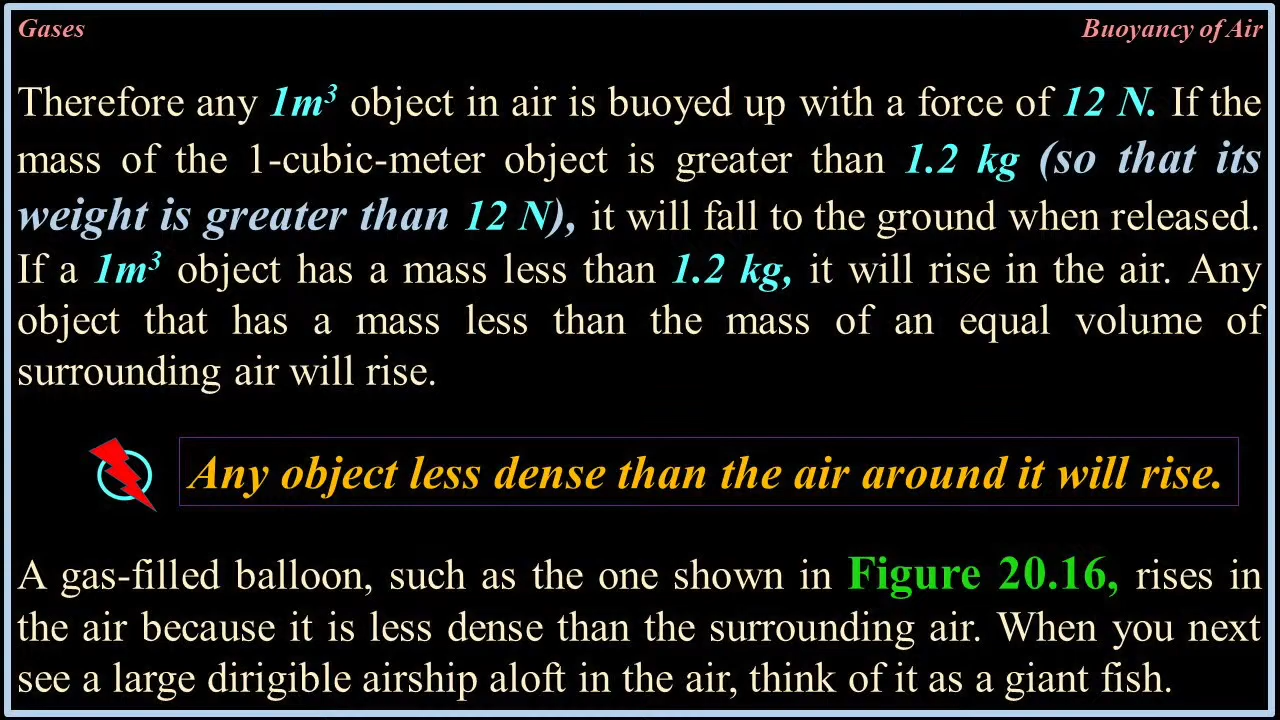 Gases
Buoyancy of Air
Therefore any 1m³ object in air is buoyed up with a force of 12 N. If the
mass of the 1-cubic-meter object is greater than 1.2 kg (so that its
weight is greater than 12 N), it will fall to the ground when released.
If a 1m³ object has a mass less than 1.2 kg, it will rise in the air. Any
object that has a mass less than the mass of an equal volume of
surrounding air will rise.
Any object less dense than the air around it will rise.
A gas-filled balloon, such as the one shown in Figure 20.16, rises in
the air because it is less dense than the surrounding air. When you next
see a large dirigible airship aloft in the air, think of it as a giant fish.